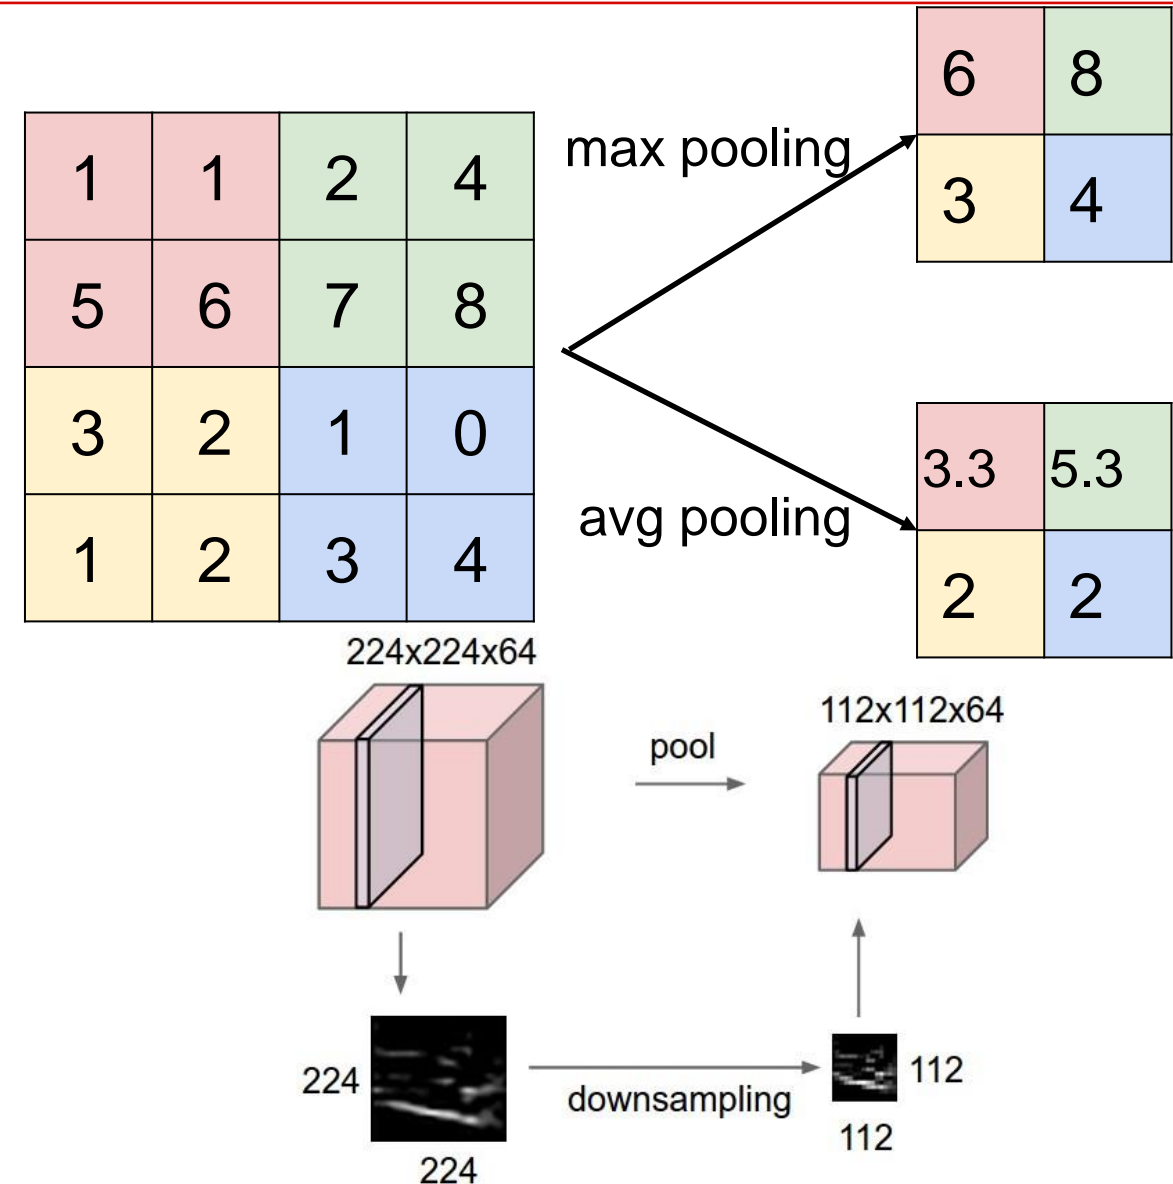 1 1 2 4
5 6 7 8
3 2 1 0
1 2 3 4
max pooling
6 8
3 4
avg pooling
3.3 5.3
2 2
224x224x64
pool
112x112x64
224
224
downsampling
112
112